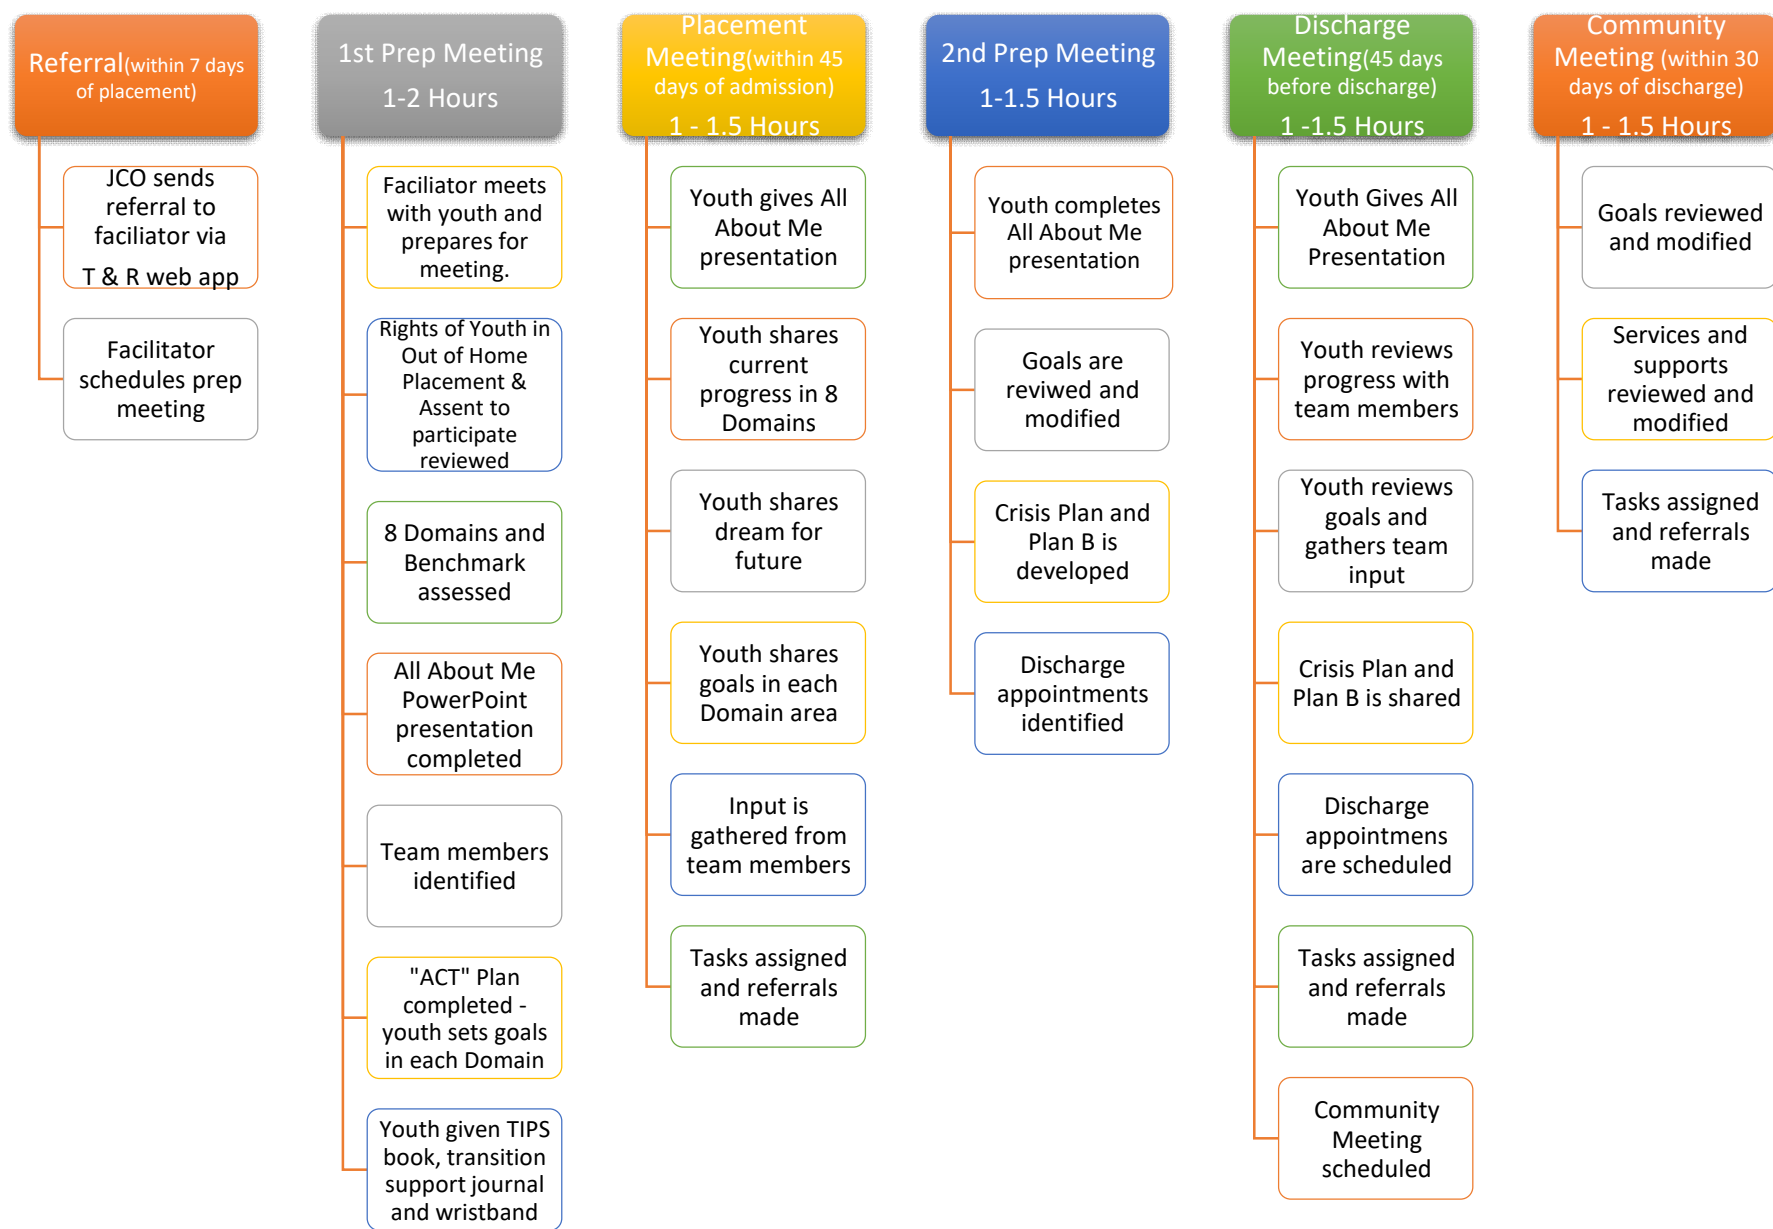 Referral(within 7 days
of placement)
JCO sends
referral to
faciliator via
T & R web app
Facilitator
schedules prep
meeting
1st Prep Meeting
1-2 Hours
Faciliator meets
with youth and
prepares for
meeting.
Rights of Youth in
Out of Home
Placement &
Assent to
participate
reviewed
8 Domains and
Benchmark
assessed
All About Me
PowerPoint
presentation
completed
Team members
identified
"ACT" Plan
completed -
youth sets goals
in each Domain
Youth given TIPS
book, transition
support journal
and wristband
Placement
Meeting(within 45
days of admission)
1 - 1.5 Hours
Youth gives All
About Me
presentation
Youth shares
current
progress in 8
Domains
Youth shares
dream for
future
Youth shares
goals in each
Domain area
Input is
gathered from
team members
Tasks assigned
and referrals
made
2nd Prep Meeting
1-1.5 Hours
Youth completes
All About Me
presentation
Goals are
reviwed and
modified
Crisis Plan and
Plan B is
developed
Discharge
appointments
identified
Discharge
Meeting(45 days
before discharge)
1 -1.5 Hours
Youth Gives All
About Me
Presentation
Youth reviews
progress with
team members
Youth reviews
goals and
gathers team
input
Crisis Plan and
Plan B is shared
Discharge
appointmens
are scheduled
Tasks assigned
and referrals
made
Community
Meeting
scheduled
Community
Meeting (within 30
days of discharge)
1 - 1.5 Hours
Goals reviewed
and modified
Services and
supports
reviewed and
modified
Tasks assigned
and referrals
made